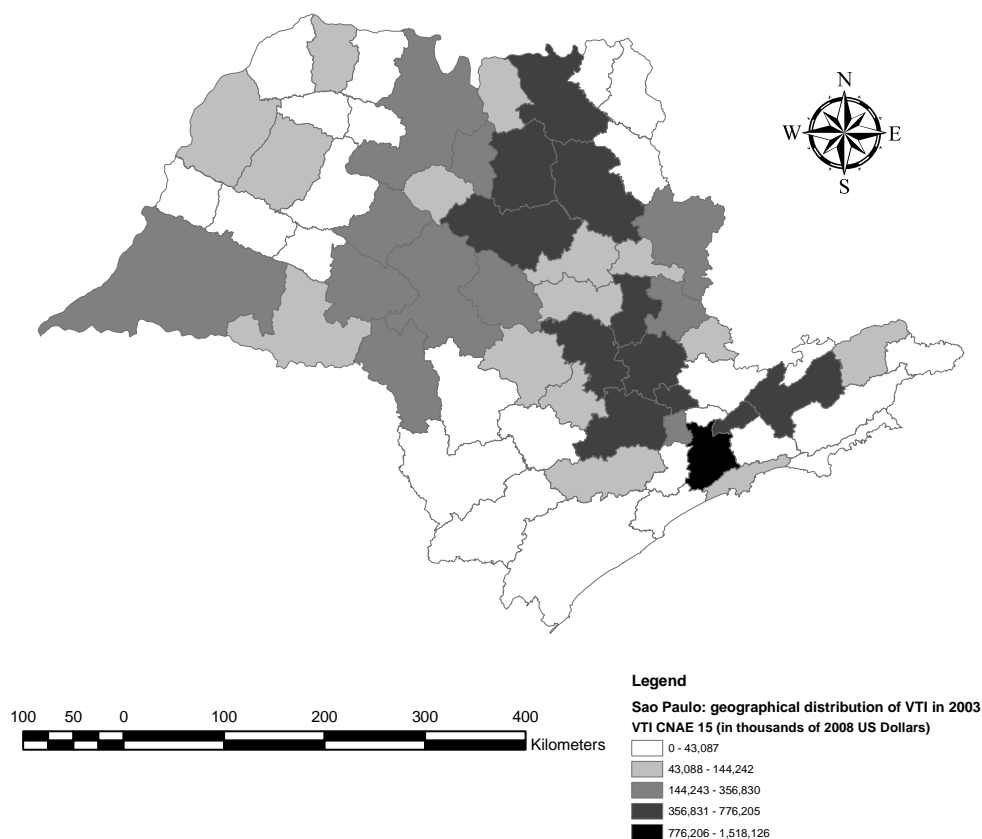 N
W E
S
100 50 0 100 200 300 400
Kilometers
Legend
Sao Paulo: geographical distribution of VTI in 2003
VTI CNAE 15 (in thousands of 2008 US Dollars)
0 - 43,087
43,088 - 144,242
144,243 - 356,830
356,831 - 776,205
776,206 - 1,518,126